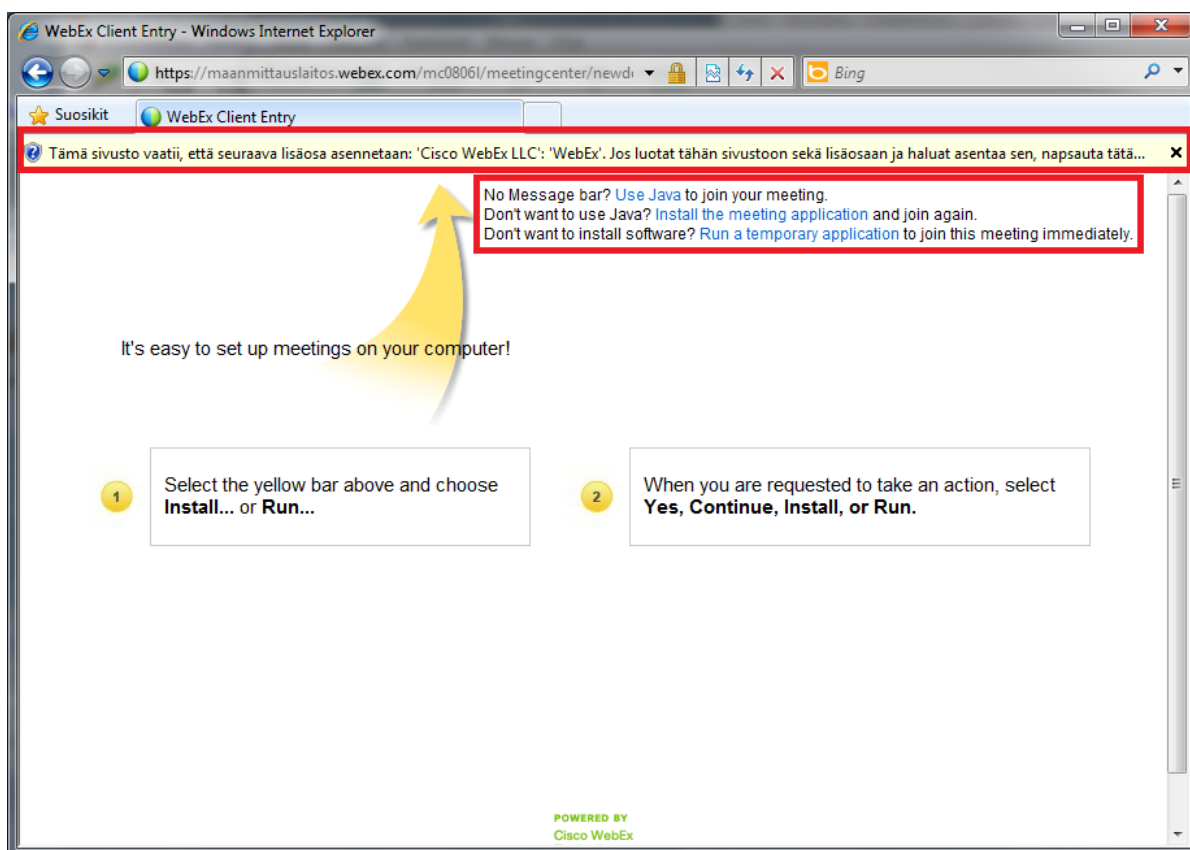 WebEx Client Entry - Windows Internet Explorer
https://maanmittauslaitos.webex.com/mc0806l/meetingcenter/newd
Bing
Suosikit
WebEx Client Entry
Tämä sivusto vaatii, että seuraava lisäosa asennetaan: 'Cisco WebEx LLC': 'WebEx'. Jos luotat tähän sivustoon sekä lisäosaan ja haluat asentaa sen, napsauta tätä...
No Message bar? Use Java to join your meeting.
Don't want to use Java? Install the meeting application and join again.
Don't want to install software? Run a temporary application to join this meeting immediately.
It's easy to set up meetings on your computer!
1
Select the yellow bar above and choose
Install... or Run...
2
When you are requested to take an action, select
Yes, Continue, Install, or Run.
POWERED BY
Cisco WebEx